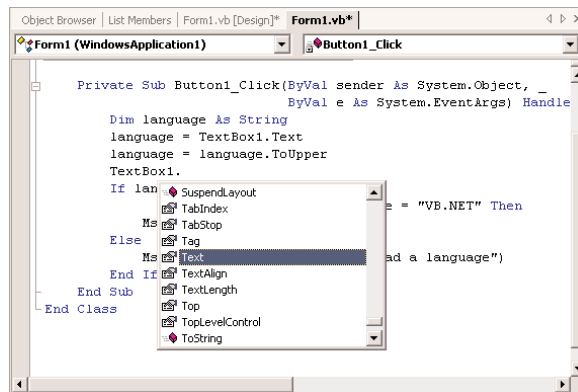 Object Browser | List Members | Form1.vb [Design]* Form1.vb*
Form1 (WindowsApplication1) Button1_Click
Private Sub Button1_Click(ByVal sender As System.Object, _
ByVal e As System.EventArgs) Handle
Dim language As String
language = TextBox1.Text
language = language.ToUpper
TextBox1.
If lan
SuspendLayout
TabIndex
e = "VB.NET" Then
TabStop
Ms
Tag
Else
Text
Ms
ad a language")
TextAlign
End If
TextLength
End Sub
Top
End Class
TopLevelControl
ToString